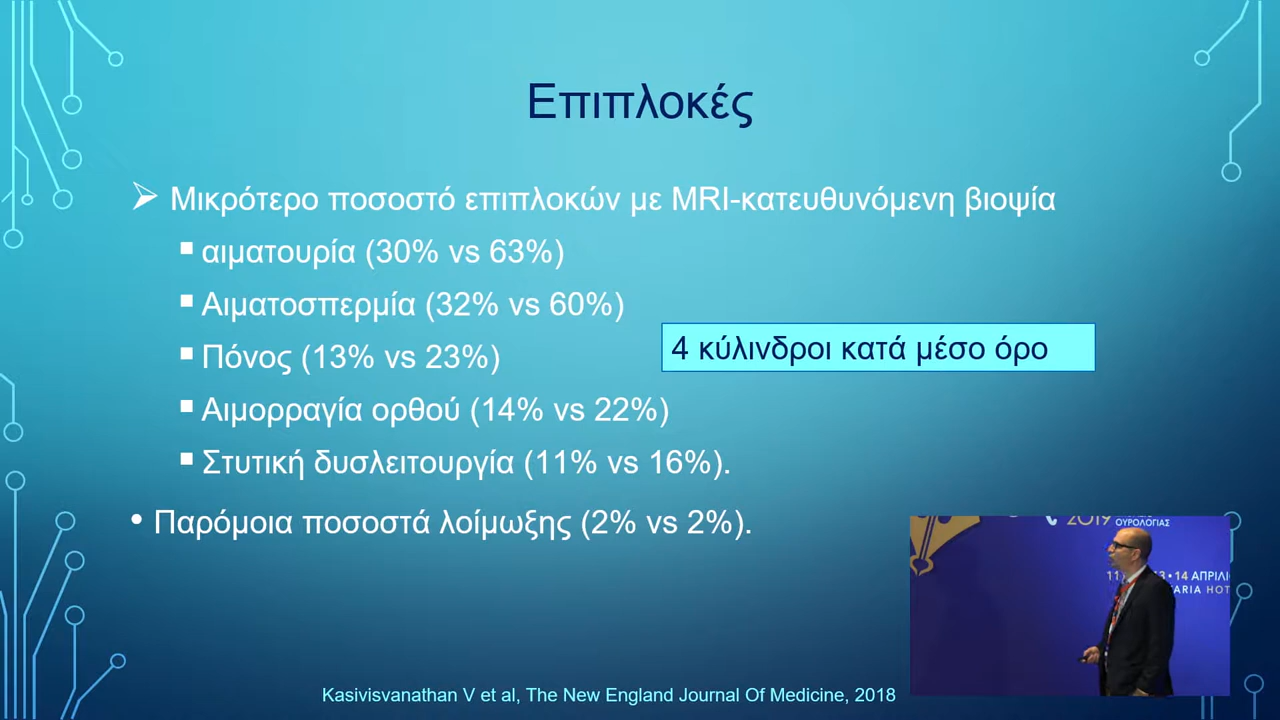 Επιπλοκές
Μικρότερο ποσοστό επιπλοκών με MRI-κατευθυνόμενη βιοψία
αιματουρία (30% vs 63%)
Αιματοσπερμία (32% vs 60%)
Πόνος (13% vs 23%)
4 κύλινδροι κατά μέσο όρο
Αιμορραγία ορθού (14% vs 22%)
Στυτική δυσλειτουργία (11% vs 16%).
• Παρόμοια ποσοστά λοίμωξης (2% vs 2%).
2019
ΟΥΡΟΛΟΓΙΑΣ
14 ΑΠΡΙΛΙ
Kasivisvanathan V et al, The New England Journal Of Medicine, 2018